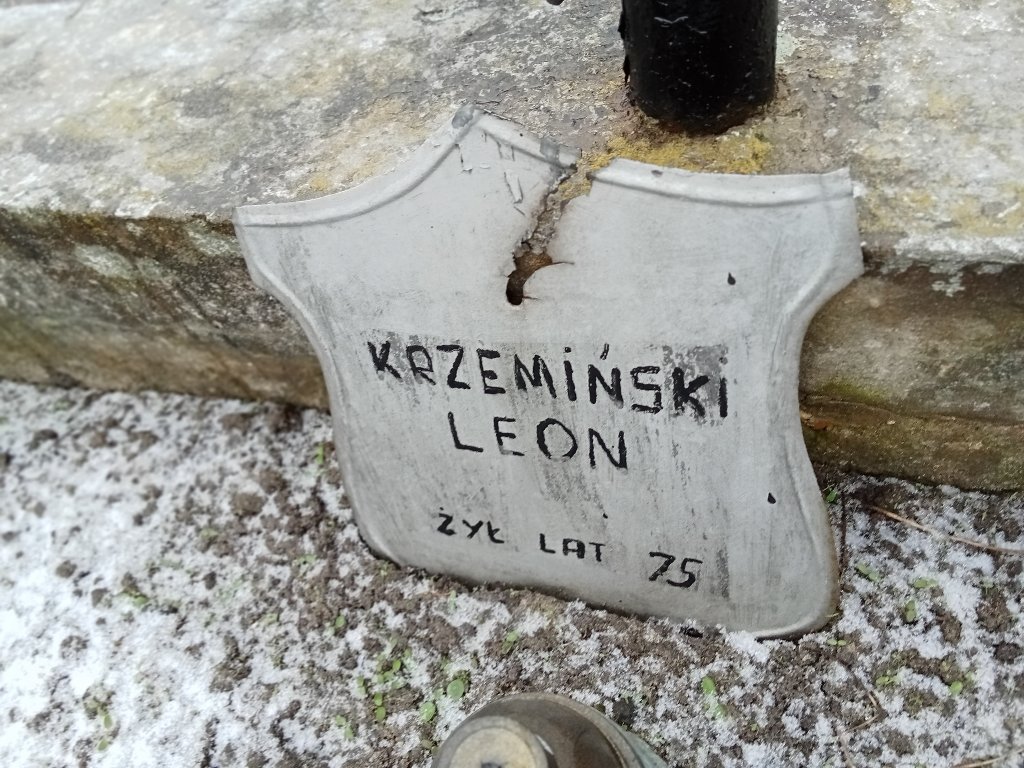 KRZEMIŃSKI
LEON
ŻYŁ LAT 75